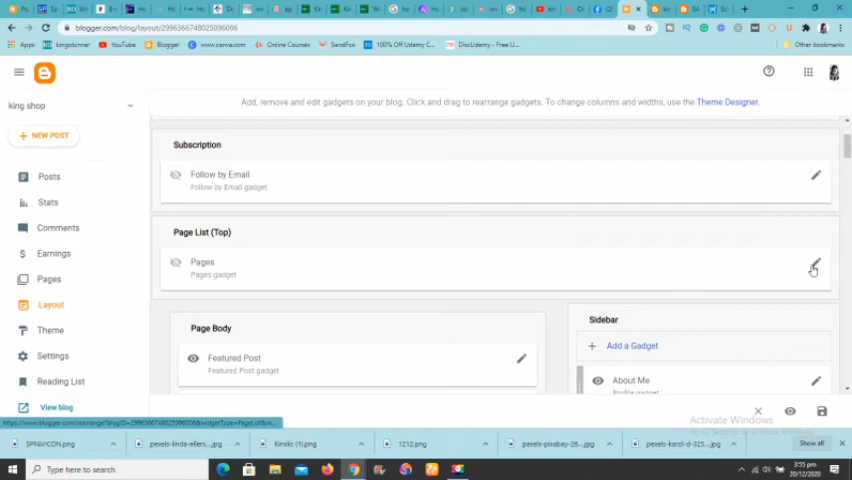 blogger.com/blog/layout/2996366748025096006
Apps
kingobinner
YouTube
Blogger
www.canva.com
Online Courses
SendFox
100% Off Udemy C...
DiscUdemy - Free U...
Other bookmarks
king shop
Add, remove and edit gadgets on your blog. Click and drag to rearrange gadgets. To change columns and widths, use the Theme Designer.
NEW POST
Posts
Stats
Comments
Earnings
Pages
Layout
Theme
Settings
Reading List
View blog
Subscription
Follow by Email
Follow by Email gadget
Page List (Top)
Pages
Pages gadget
Page Body
Featured Post
Featured Post gadget
Sidebar
Add a Gadget
About Me
Profile gadget
Activate Windows
SPFAVICON.png
pexels-linda-ellers....jpg
Kinslic (1).png
1212.png
pexels-pixabay-26....jpg
pexels-karol-d-325....jpg
Show all
Type here to search
3:55 pm
20/12/2020